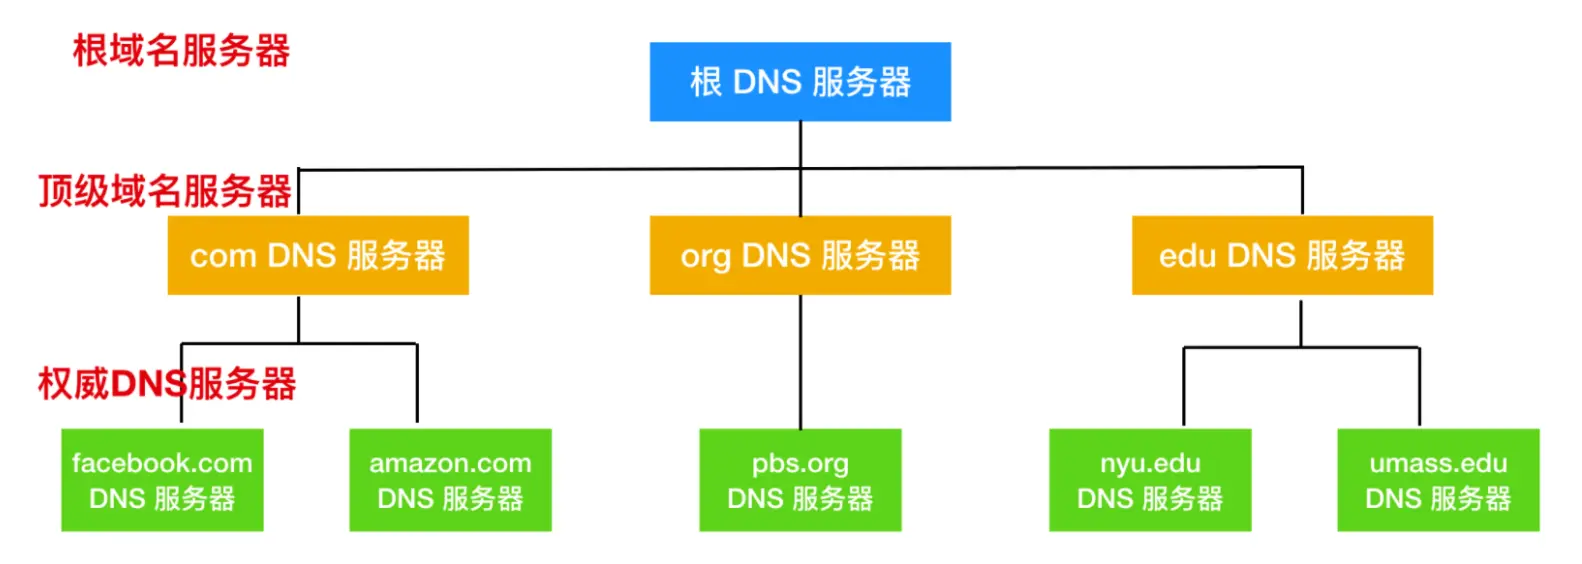 根域名服务器
根 DNS 服务器
顶级域名服务器
com DNS 服务器
org DNS 服务器
edu DNS 服务器
权威DNS服务器
facebook.com
DNS 服务器
amazon.com
DNS 服务器
pbs.org
DNS 服务器
nyu.edu
DNS 服务器
umass.edu
DNS 服务器